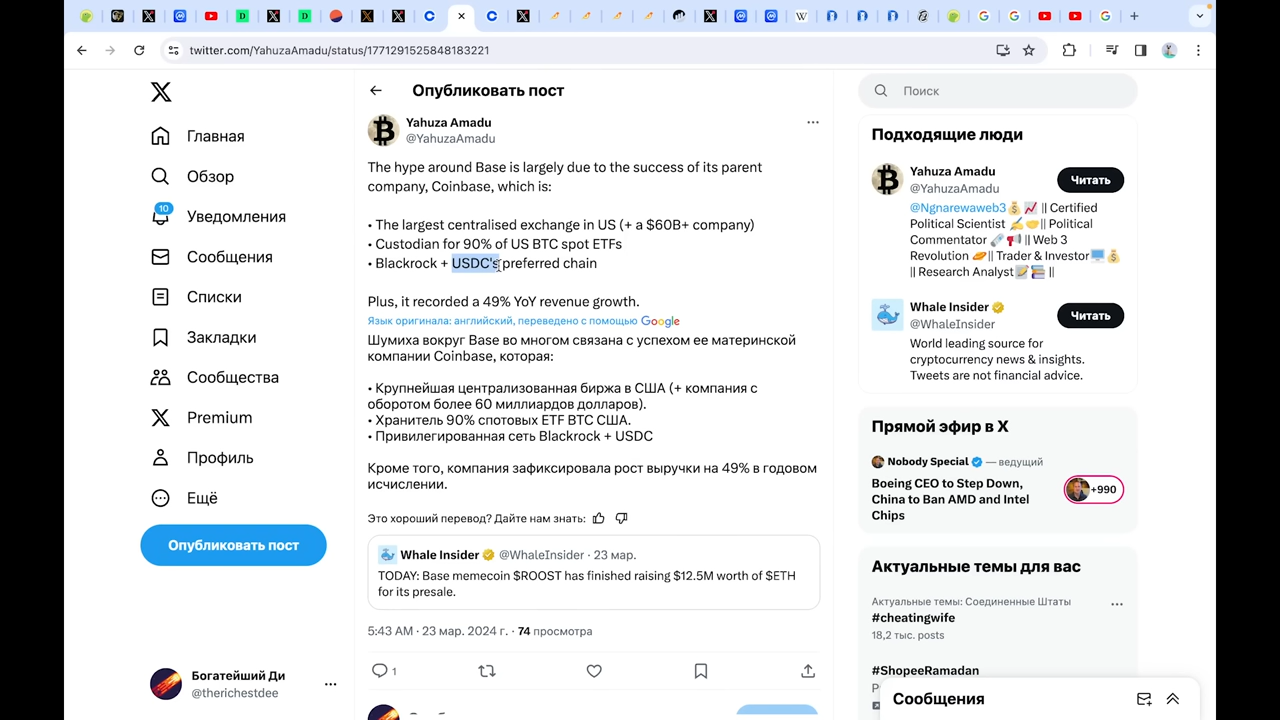 twitter.com/YahuzaAmadu/status/1771291525848183221
Главная
Обзор
10
Уведомления
Сообщения
Списки
Закладки
Сообщества
Premium
Профиль
Ещё
Опубликовать пост
Богатейший Ди
@therichestdee
Опубликовать пост
Yahuza Amadu
@YahuzaAmadu
The hype around Base is largely due to the success of its parent
company, Coinbase, which is:
• The largest centralised exchange in US (+ a $60B+ company)
• Custodian for 90% of US BTC spot ETFs
• Blackrock + USDC's preferred chain
Plus, it recorded a 49% YoY revenue growth.
Язык оригинала: английский, переведено с помощью Google
Шумиха вокруг Base во многом связана с успехом ее материнской
компании Coinbase, которая:
• Крупнейшая централизованная биржа в США (+ компания с
оборотом более 60 миллиардов долларов).
• Хранитель 90% спотовых ETF BTC США.
• Привилегированная сеть Blackrock + USDC
Кроме того, компания зафиксировала рост выручки на 49% в годовом
исчислении.
Это хороший перевод? Дайте нам знать:
Whale Insider @WhaleInsider · 23 мар.
TODAY: Base memecoin $ROOST has finished raising $12.5M worth of $ETH
for its presale.
5:43 AM · 23 мар. 2024 г. · 74 просмотра
1
Поиск
Подходящие люди
Yahuza Amadu
@YahuzaAmadu
Читать
@Ngnarewaweb3💰📈 || Certified
Political Scientist ✍️🤝|| Political
Commentator 🗞️📢 || Web 3
Revolution 🪙|| Trader & Investor🖥️💰
|| Research Analyst📝📚 ||
Whale Insider
@WhaleInsider
Читать
World leading source for
cryptocurrency news & insights.
Tweets are not financial advice.
Прямой эфир в X
Nobody Special — ведущий
Boeing CEO to Step Down,
China to Ban AMD and Intel
Chips
+990
Актуальные темы для вас
Актуальные темы: Соединенные Штаты
#cheatingwife
18,2 тыс. posts
#ShopeeRamadan
Сообщения